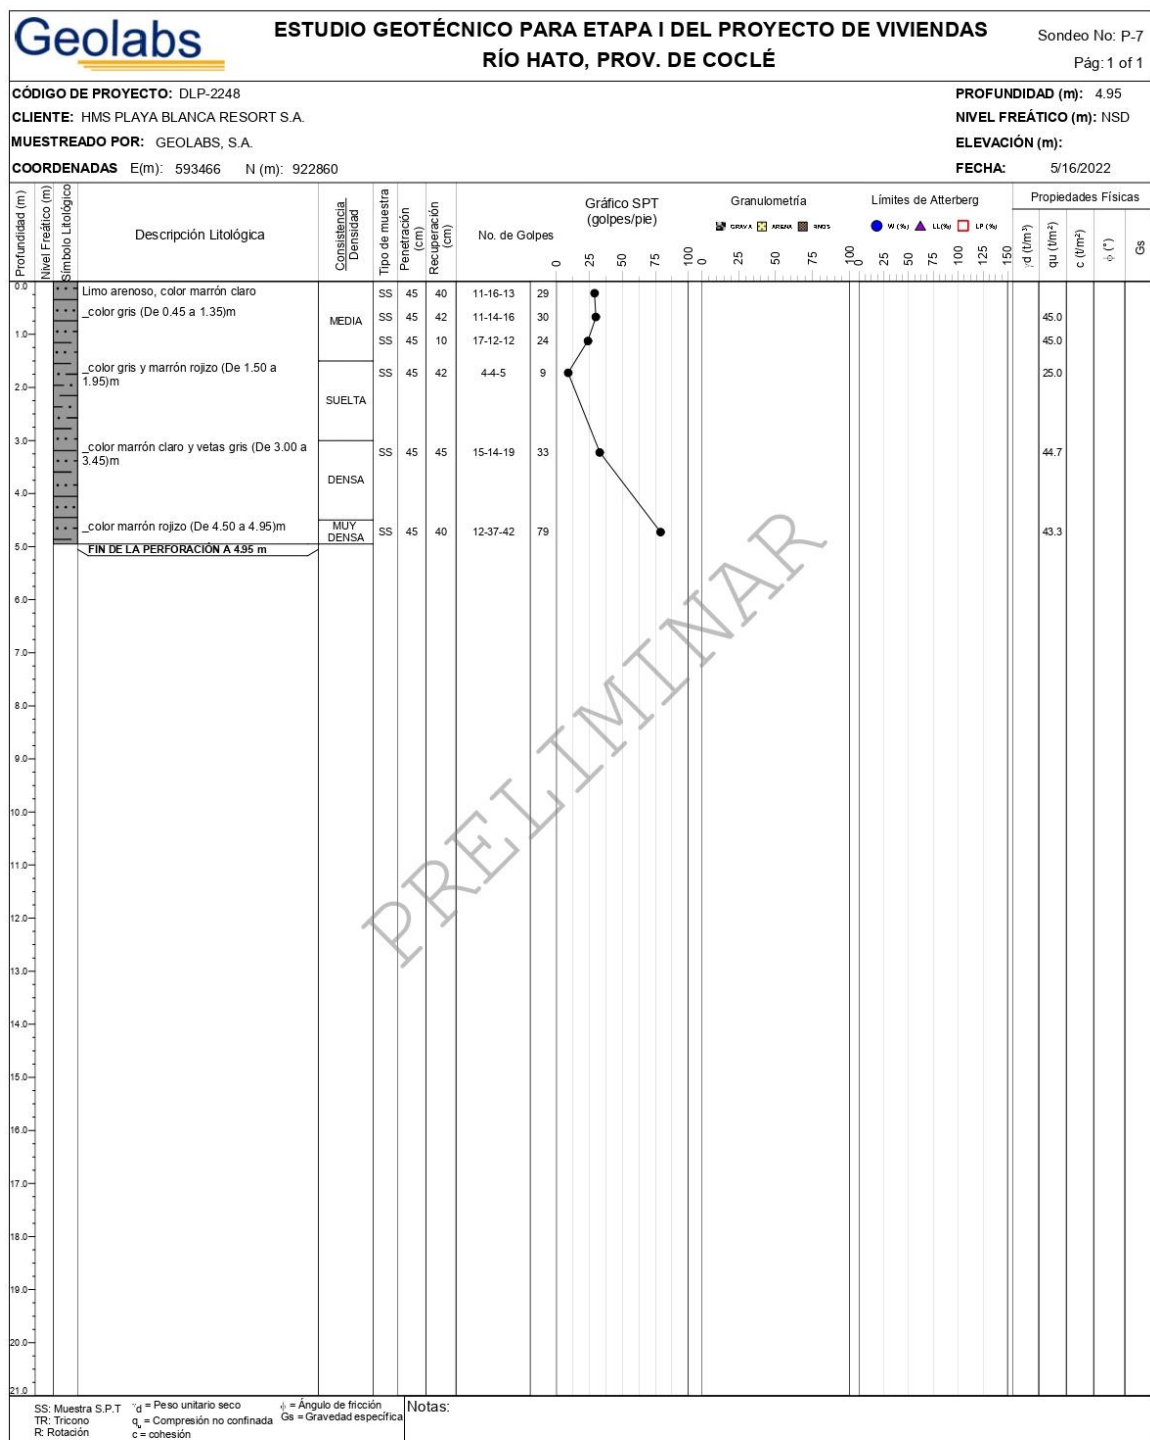 Geolabs
ESTUDIO GEOTÉCNICO PARA ETAPA I DEL PROYECTO DE VIVIENDAS
RÍO HATO, PROV. DE COCLÉ
Sondeo No: P-7
Pág: 1 of 1
CÓDIGO DE PROYECTO: DLP-2248
PROFUNDIDAD (m): 4.95
CLIENTE: HMS PLAYA BLANCA RESORT S.A.
NIVEL FREÁTICO (m): NSD
MUESTREADO POR: GEOLABS, S.A.
ELEVACIÓN (m):
COORDENADAS E(m): 593466 N (m): 922860
FECHA: 5/16/2022
Profundidad (m)
Nivel Freático (m)
Símbolo Litológico
Descripción Litológica
Consistencia
Densidad
Tipo de muestra
Penetración
(cm)
Recuperación
(cm)
No. de Golpes
Gráfico SPT
(golpes/pie)
0 25 50 75 100
Granulometría
GRAVA ARENA FINOS
0 25 50 75 100
Límites de Atterberg
W (%) LL(%) LP (%)
0 25 50 75 100 125 150
Propiedades Físicas
γd (t/m³)
qu (t/m²)
c (t/m²)
ϕ (°)
Gs
0.0
Limo arenoso, color marrón claro
SS 45 40 11-16-13 29
_color gris (De 0.45 a 1.35)m
MEDIA
SS 45 42 11-14-16 30 45.0
1.0
SS 45 10 17-12-12 24 45.0
_color gris y marrón rojizo (De 1.50 a
1.95)m
SS 45 42 4-4-5 9 25.0
2.0
SUELTA
3.0
_color marrón claro y vetas gris (De 3.00 a
3.45)m
SS 45 45 15-14-19 33 44.7
DENSA
4.0
_color marrón rojizo (De 4.50 a 4.95)m
MUY
DENSA
SS 45 40 12-37-42 79 43.3
5.0
FIN DE LA PERFORACIÓN A 4.95 m
6.0
7.0
8.0
9.0
10.0
11.0
12.0
13.0
14.0
15.0
16.0
17.0
18.0
19.0
20.0
21.0
PRELIMINAR
SS: Muestra S.P.T
TR: Tricono
R: Rotación
γd = Peso unitario seco
qu = Compresión no confinada
c = cohesión
ϕ = Ángulo de fricción
Gs = Gravedad específica
Notas: